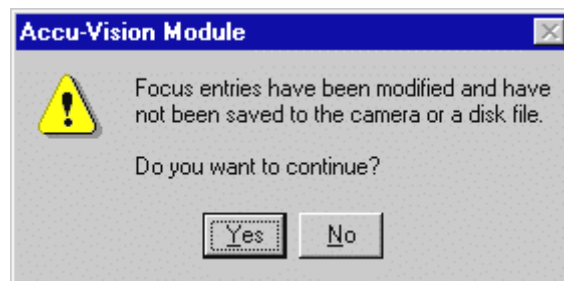 Accu-Vision Module
Focus entries have been modified and have
not been saved to the camera or a disk file.
Do you want to continue?
Yes
No